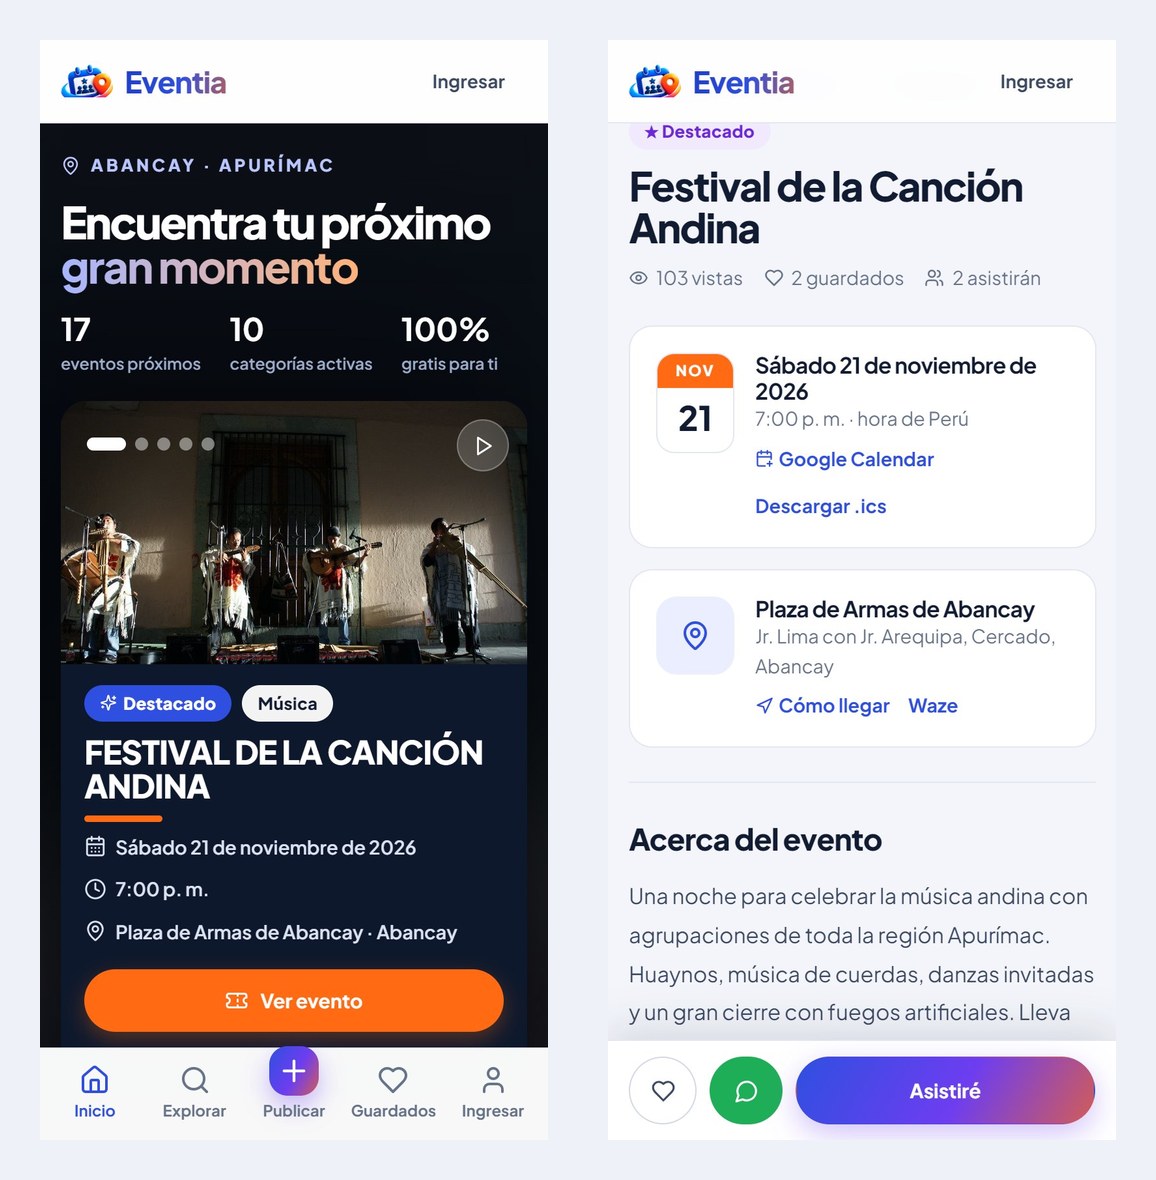 Eventia
Ingresar
ABANCAY · APURÍMAC
Encuentra tu próximo
gran momento
17
eventos próximos
10
categorías activas
100%
gratis para ti
Destacado
Música
FESTIVAL DE LA CANCIÓN
ANDINA
Sábado 21 de noviembre de 2026
7:00 p. m.
Plaza de Armas de Abancay · Abancay
Ver evento
Inicio
Explorar
Publicar
Guardados
Ingresar
Eventia
Ingresar
★ Destacado
Festival de la Canción
Andina
103 vistas
2 guardados
2 asistirán
NOV
21
Sábado 21 de noviembre de
2026
7:00 p. m. · hora de Perú
Google Calendar
Descargar .ics
Plaza de Armas de Abancay
Jr. Lima con Jr. Arequipa, Cercado,
Abancay
Cómo llegar
Waze
Acerca del evento
Una noche para celebrar la música andina con
agrupaciones de toda la región Apurímac.
Huaynos, música de cuerdas, danzas invitadas
y un gran cierre con fuegos artificiales. Lleva
Asistiré